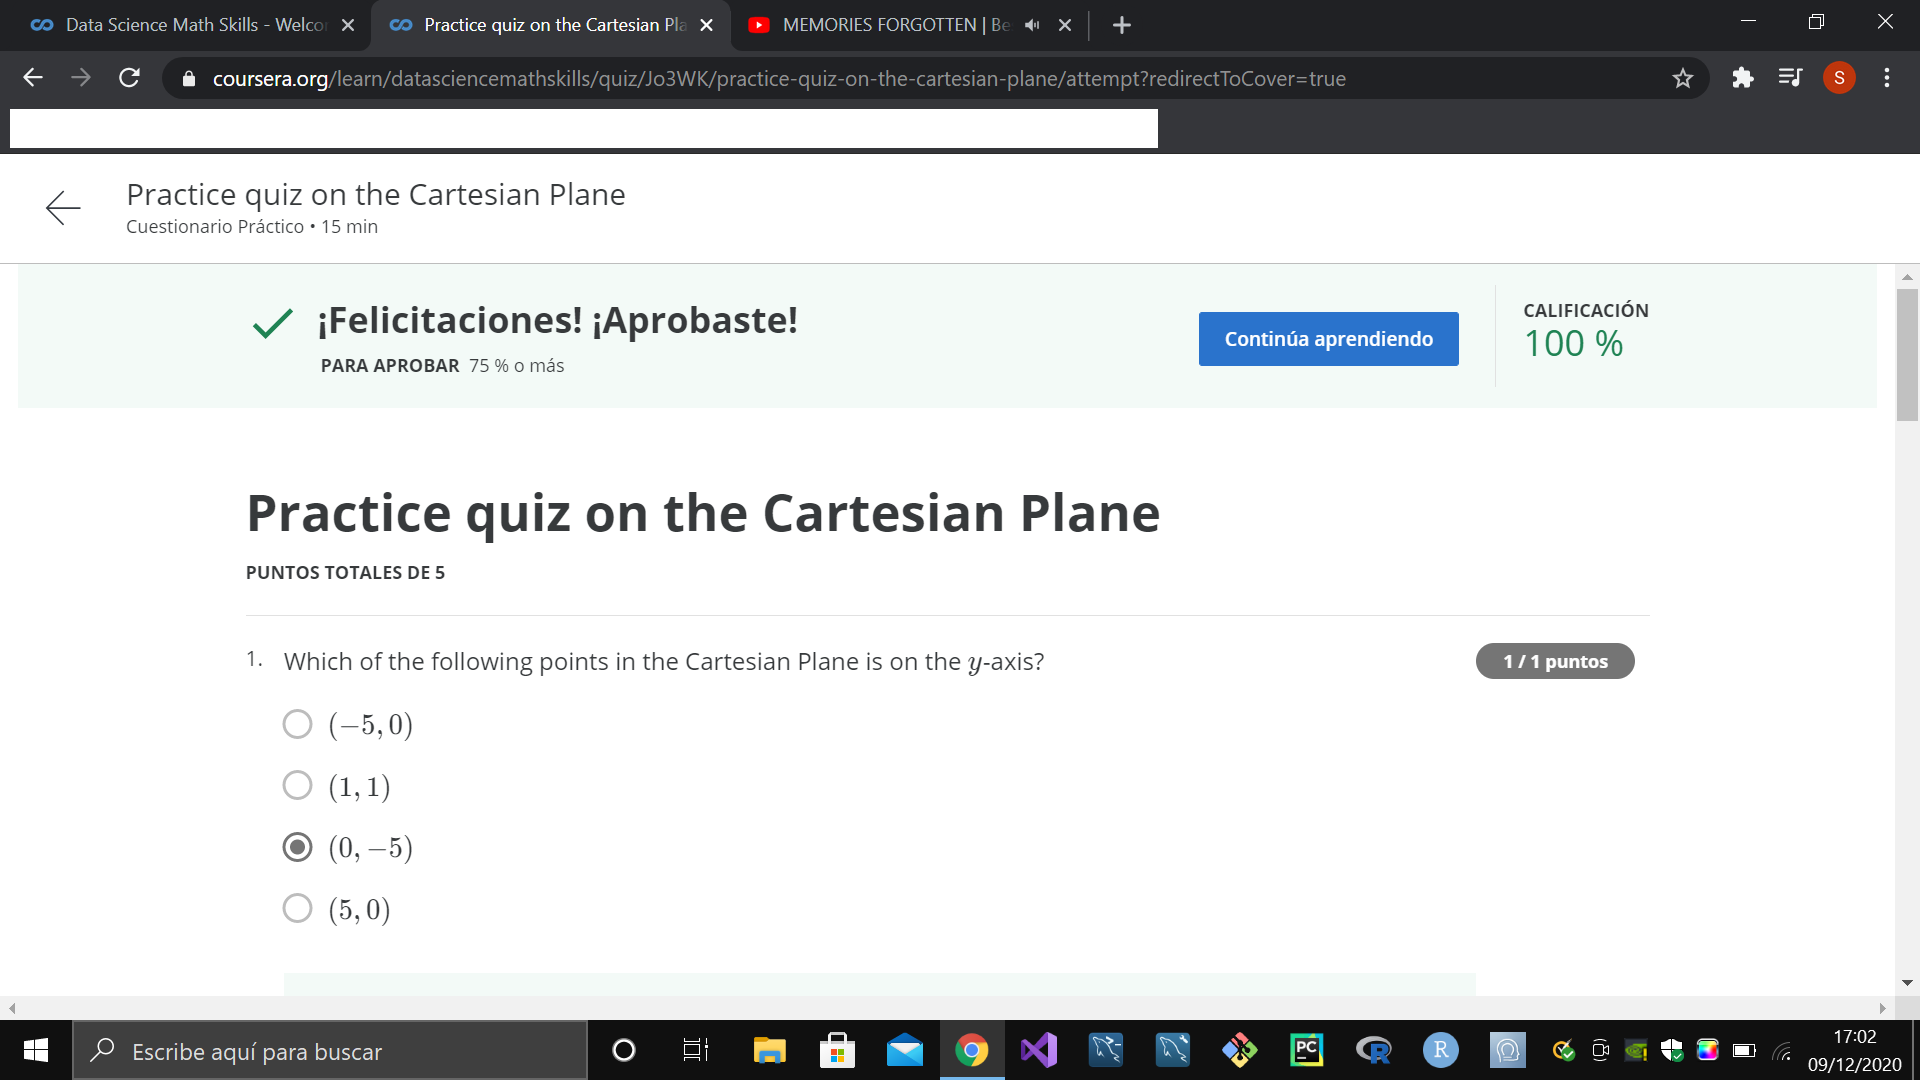 Data Science Math Skills - Welco
Practice quiz on the Cartesian Pla
MEMORIES FORGOTTEN | Be
coursera.org/learn/datasciencemathskills/quiz/Jo3WK/practice-quiz-on-the-cartesian-plane/attempt?redirectToCover=true
S
Practice quiz on the Cartesian Plane
Cuestionario Práctico • 15 min
¡Felicitaciones! ¡Aprobaste!
PARA APROBAR 75 % o más
Continúa aprendiendo
CALIFICACIÓN
100 %
Practice quiz on the Cartesian Plane
PUNTOS TOTALES DE 5
1. Which of the following points in the Cartesian Plane is on the y-axis?
1 / 1 puntos
(−5, 0)
(1, 1)
(0, −5)
(5, 0)
Escribe aquí para buscar
PC
R
R
17:02
09/12/2020